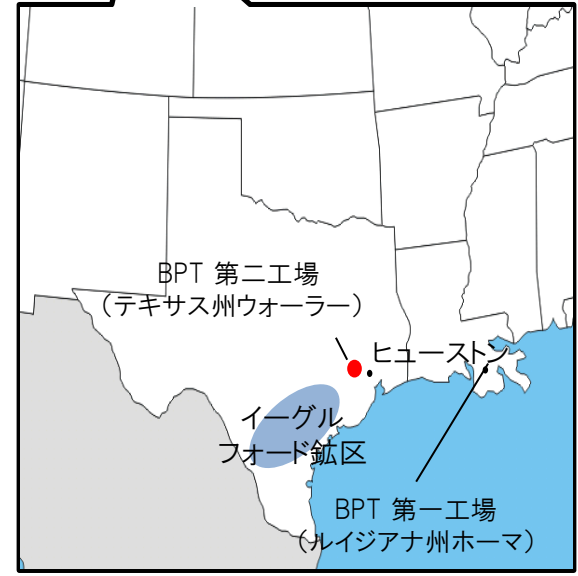 BPT 第二工場
（テキサス州ウォーラー）
ヒューストン
イーグル
フォード鉱区
BPT 第一工場
（ルイジアナ州ホーマ）